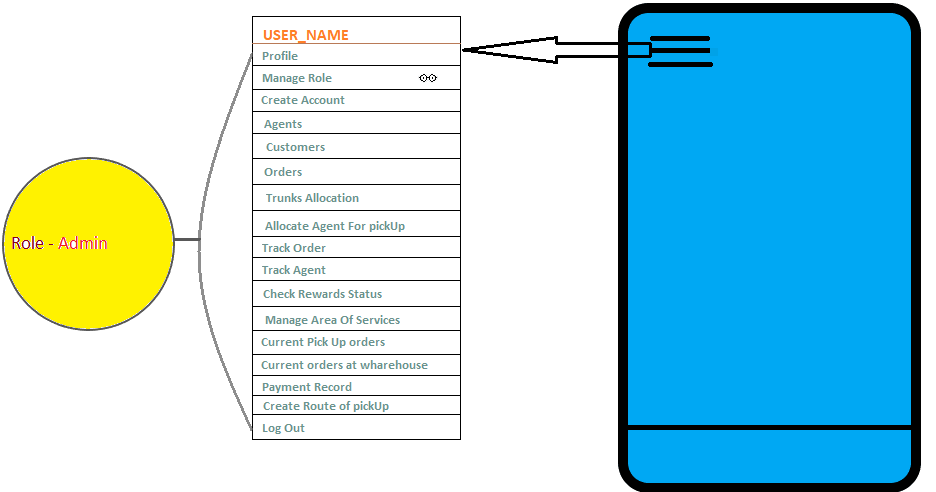 USER_NAME
Profile
Manage Role
Create Account
Agents
Customers
Orders
Trunks Allocation
Allocate Agent For pickUp
Track Order
Track Agent
Check Rewards Status
Manage Area Of Services
Current Pick Up orders
Current orders at wharehouse
Payment Record
Create Route of pickUp
Log Out
Role - Admin